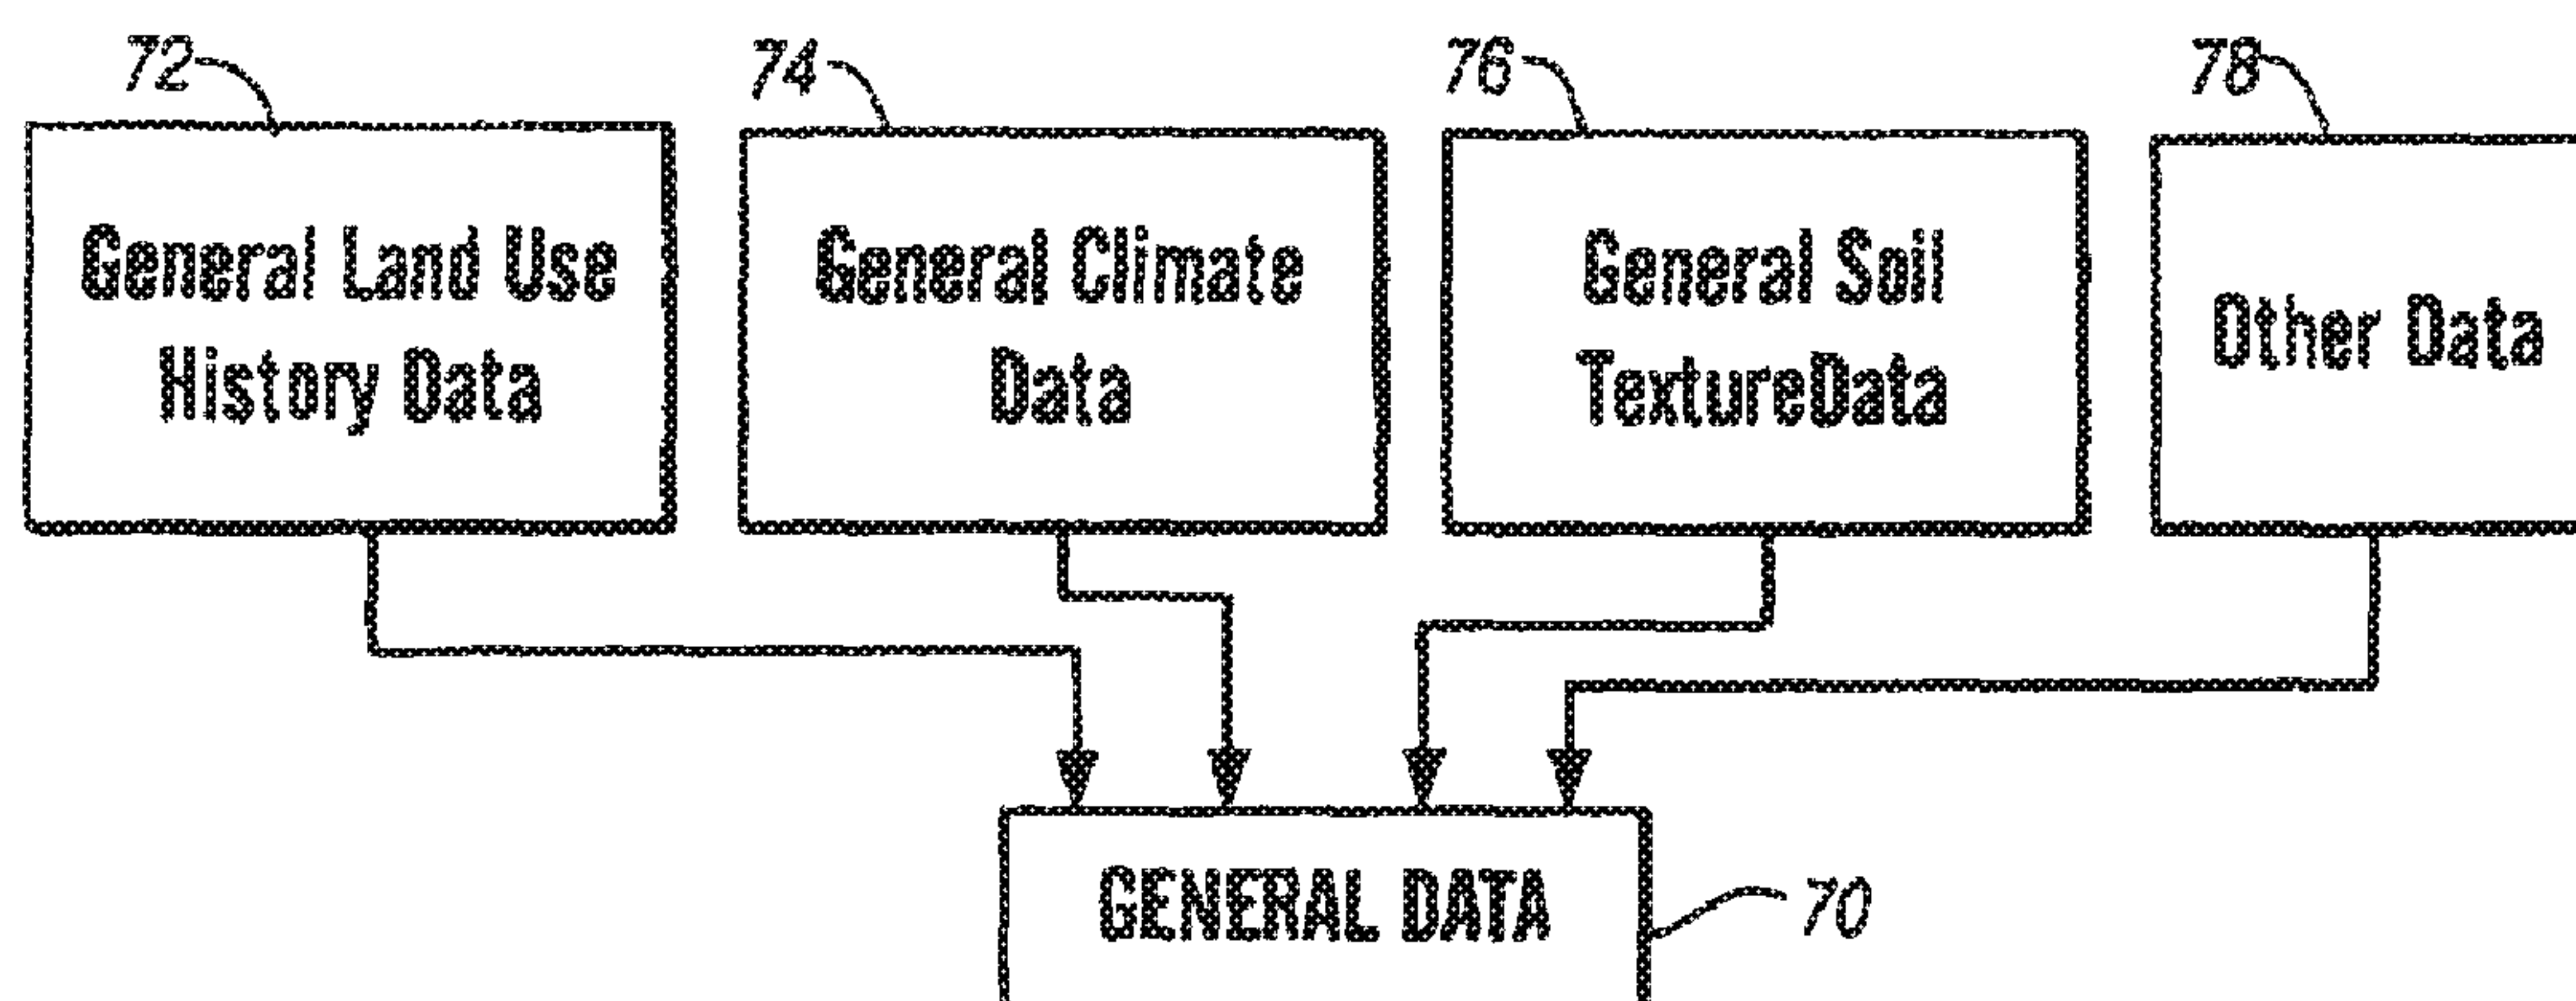 72
74
76
78
General Land Use
History Data
General Climate
Data
General Soil
TextureData
Other Data
GENERAL DATA
70